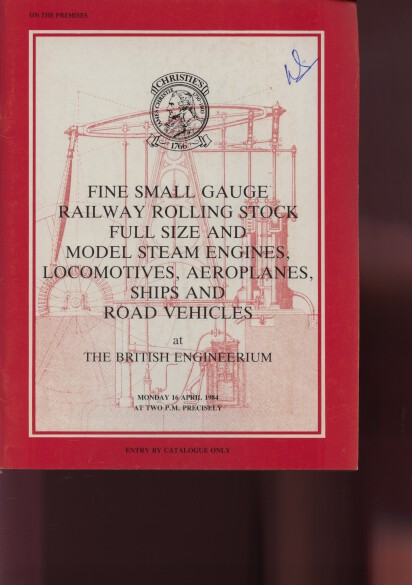 ON THE PREMISES
CHRISTIE'S
JAMES CHRISTIE
1766
FINE SMALL GAUGE
RAILWAY ROLLING STOCK
FULL SIZE AND
MODEL STEAM ENGINES,
LOCOMOTIVES, AEROPLANES,
SHIPS AND
ROAD VEHICLES
at
THE BRITISH ENGINEERIUM
MONDAY 16 APRIL 1984
AT TWO P.M. PRECISELY
ENTRY BY CATALOGUE ONLY